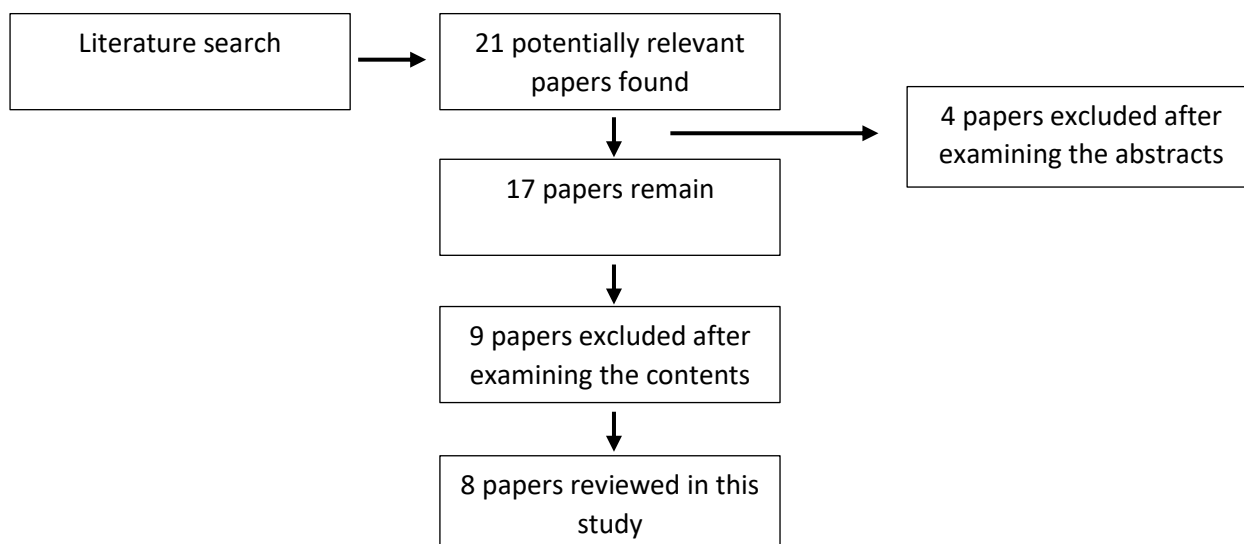 Literature search
21 potentially relevant
papers found
4 papers excluded after
examining the abstracts
17 papers remain
9 papers excluded after
examining the contents
8 papers reviewed in this
study